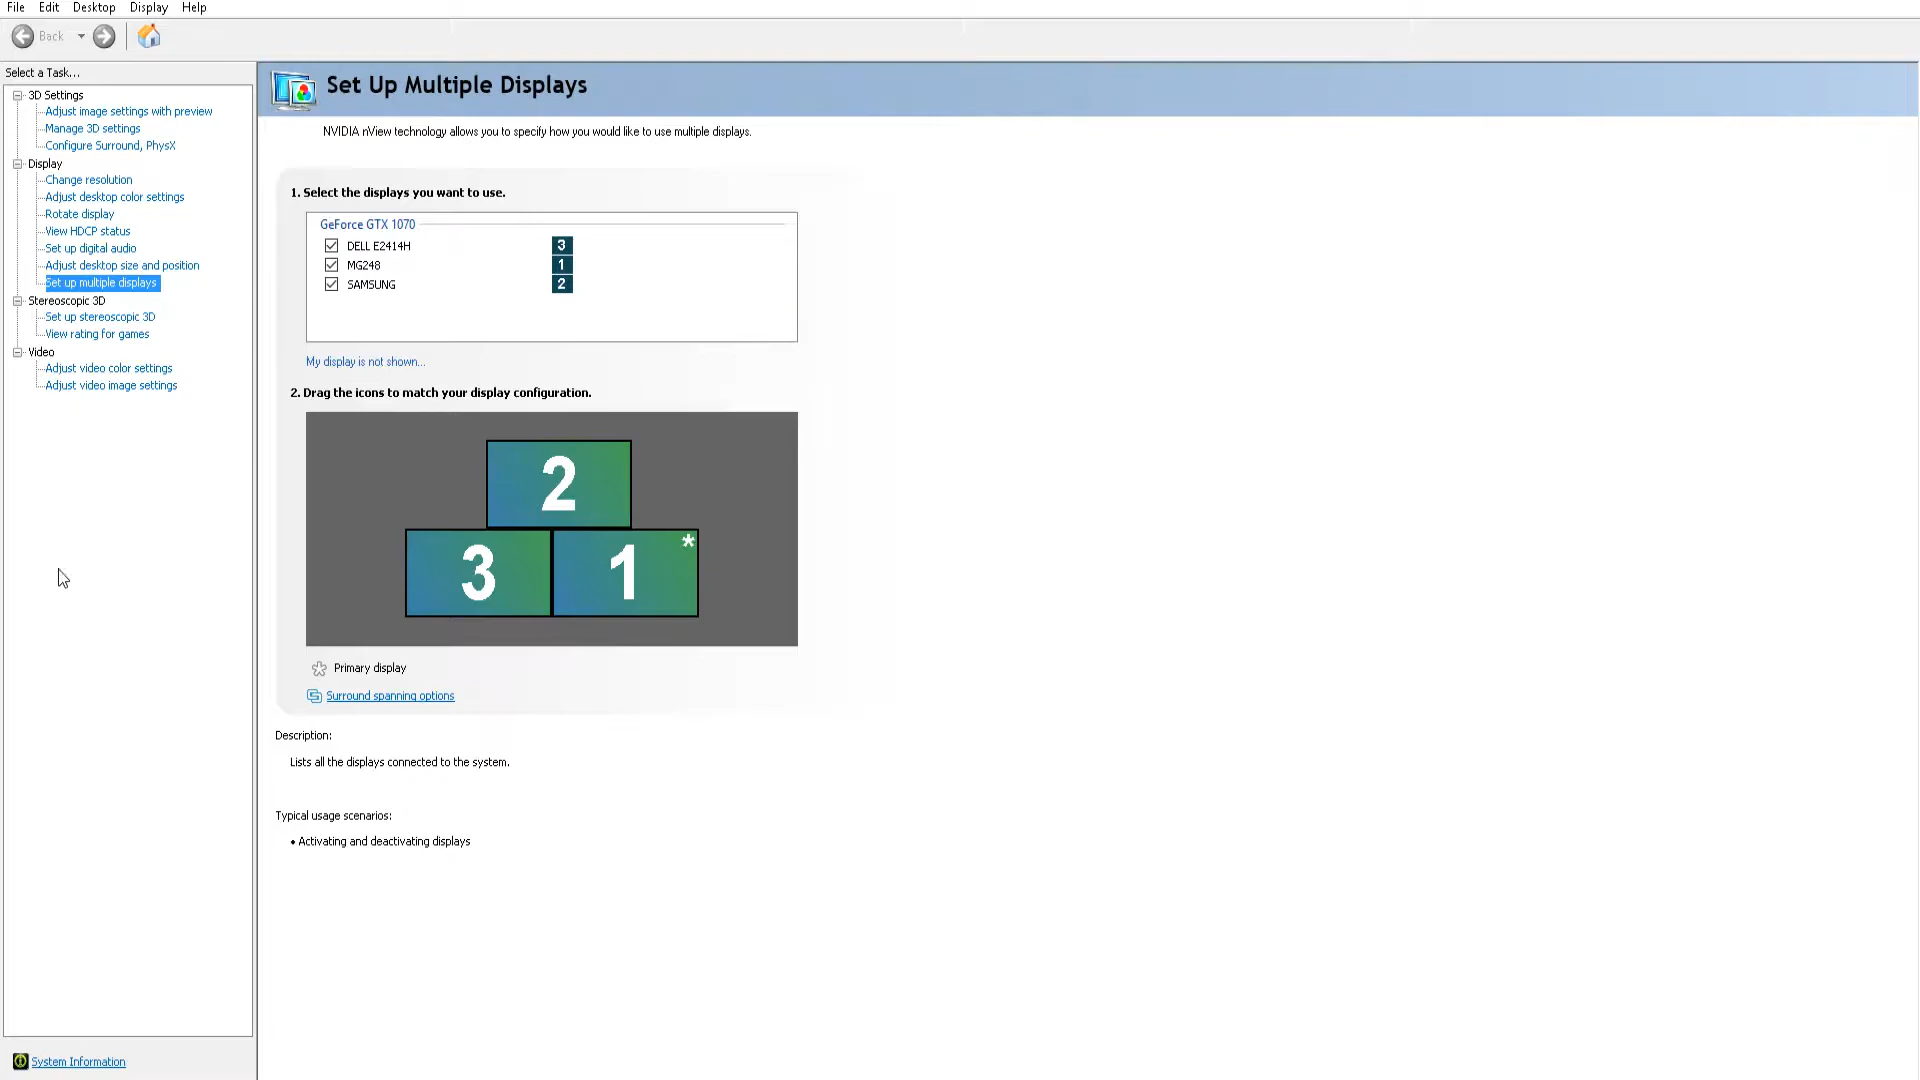 File Edit Desktop Display Help
Back
Select a Task...
3D Settings
Adjust image settings with preview
Manage 3D settings
Configure Surround, PhysX
Display
Change resolution
Adjust desktop color settings
Rotate display
View HDCP status
Set up digital audio
Adjust desktop size and position
Set up multiple displays
Stereoscopic 3D
Set up stereoscopic 3D
View rating for games
Video
Adjust video color settings
Adjust video image settings
System Information
Set Up Multiple Displays
NVIDIA nView technology allows you to specify how you would like to use multiple displays.
1. Select the displays you want to use.
GeForce GTX 1070
DELL E2414H 3
MG248 1
SAMSUNG 2
My display is not shown...
2. Drag the icons to match your display configuration.
2
3 1 *
Primary display
Surround spanning options
Description:
Lists all the displays connected to the system.
Typical usage scenarios:
• Activating and deactivating displays